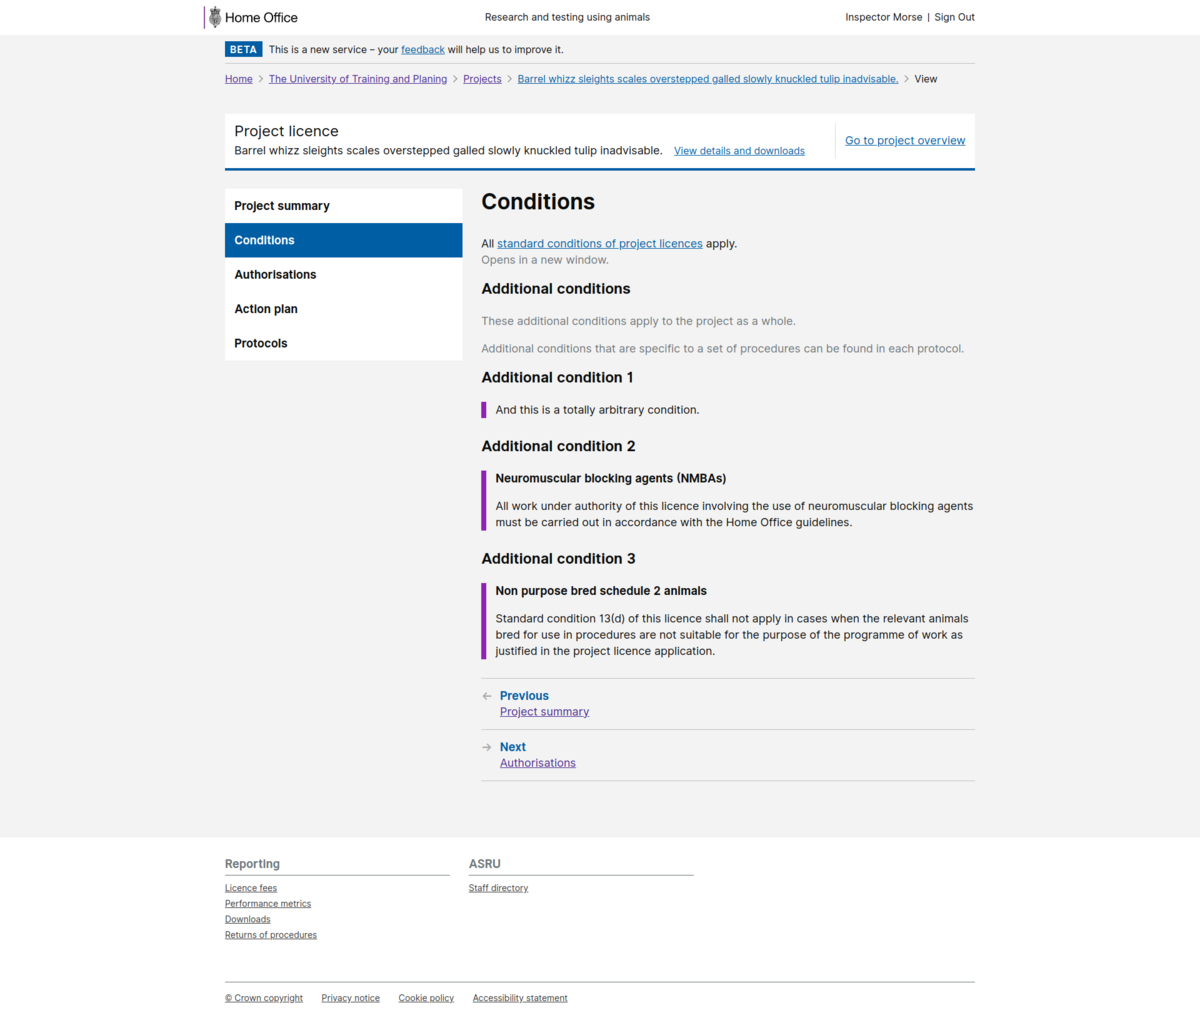 Home Office
Research and testing using animals
Inspector Morse | Sign Out
BETA This is a new service – your feedback will help us to improve it.
Home > The University of Training and Planing > Projects > Barrel whizz sleights scales overstepped galled slowly knuckled tulip inadvisable. > View
Project licence
Barrel whizz sleights scales overstepped galled slowly knuckled tulip inadvisable. View details and downloads
Go to project overview
Project summary
Conditions
Authorisations
Action plan
Protocols
Conditions
All standard conditions of project licences apply.
Opens in a new window.
Additional conditions
These additional conditions apply to the project as a whole.
Additional conditions that are specific to a set of procedures can be found in each protocol.
Additional condition 1
And this is a totally arbitrary condition.
Additional condition 2
Neuromuscular blocking agents (NMBAs)
All work under authority of this licence involving the use of neuromuscular blocking agents
must be carried out in accordance with the Home Office guidelines.
Additional condition 3
Non purpose bred schedule 2 animals
Standard condition 13(d) of this licence shall not apply in cases when the relevant animals
bred for use in procedures are not suitable for the purpose of the programme of work as
justified in the project licence application.
← Previous
Project summary
→ Next
Authorisations
Reporting
Licence fees
Performance metrics
Downloads
Returns of procedures
ASRU
Staff directory
© Crown copyright Privacy notice Cookie policy Accessibility statement